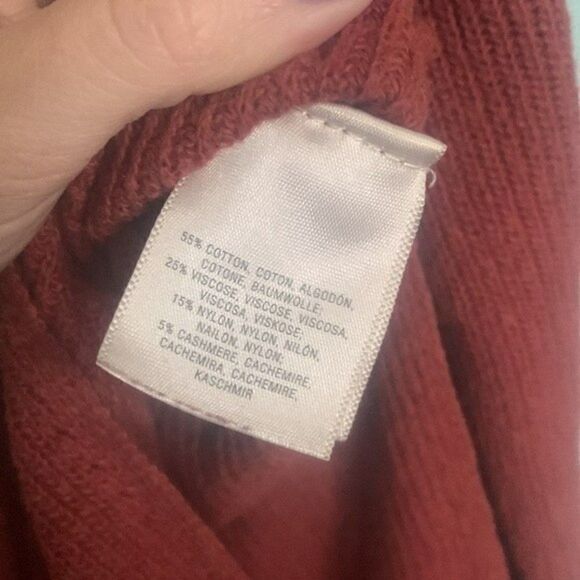 55% COTTON, COTON, ALGODÓN,
COTONE, BAUMWOLLE;
25% VISCOSE, VISCOSE, VISCOSA,
VISCOSA, VISKOSE;
15% NYLON, NYLON, NILÓN,
NAILON, NYLON;
5% CASHMERE, CACHEMIRE,
CACHEMIRA, CACHEMIRE,
KASCHMIR